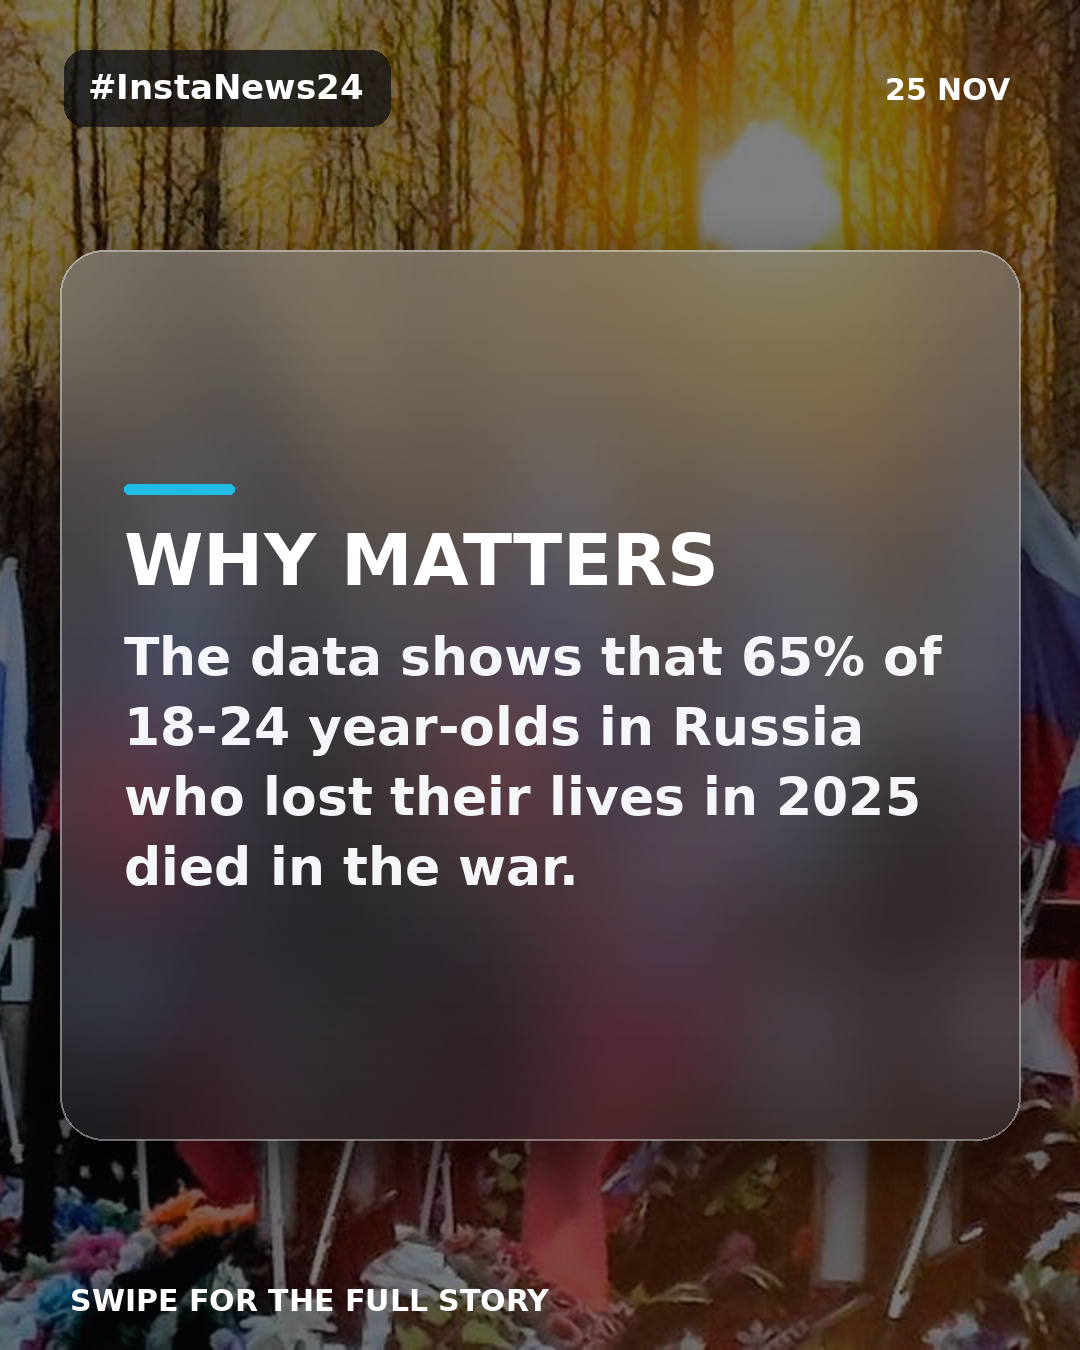 #InstaNews24
25 NOV
WHY MATTERS
The data shows that 65% of
18-24 year-olds in Russia
who lost their lives in 2025
died in the war.
SWIPE FOR THE FULL STORY